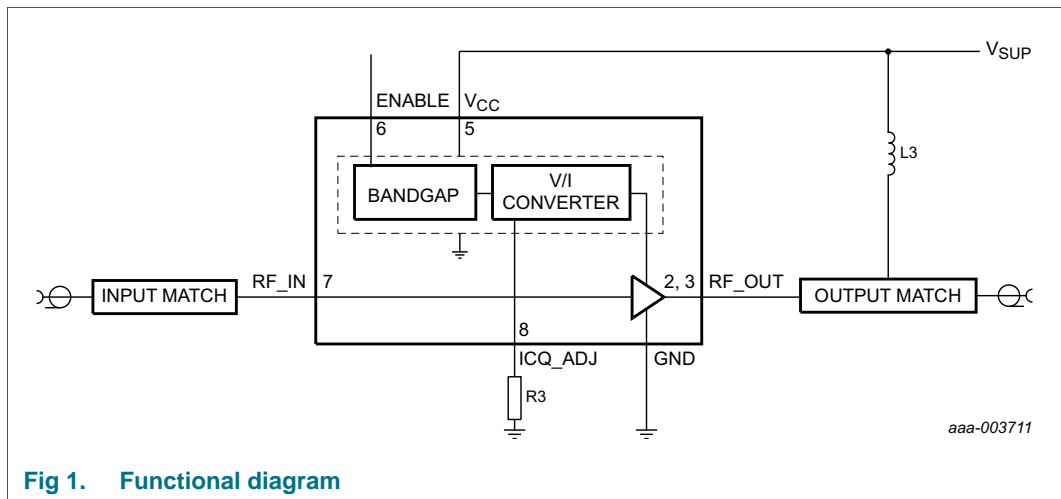 V_SUP
ENABLE V_CC
6 5
L3
BANDGAP
V/I
CONVERTER
INPUT MATCH
RF_IN 7
2, 3 RF_OUT
OUTPUT MATCH
8
ICQ_ADJ
GND
R3
aaa-003711
Fig 1. Functional diagram